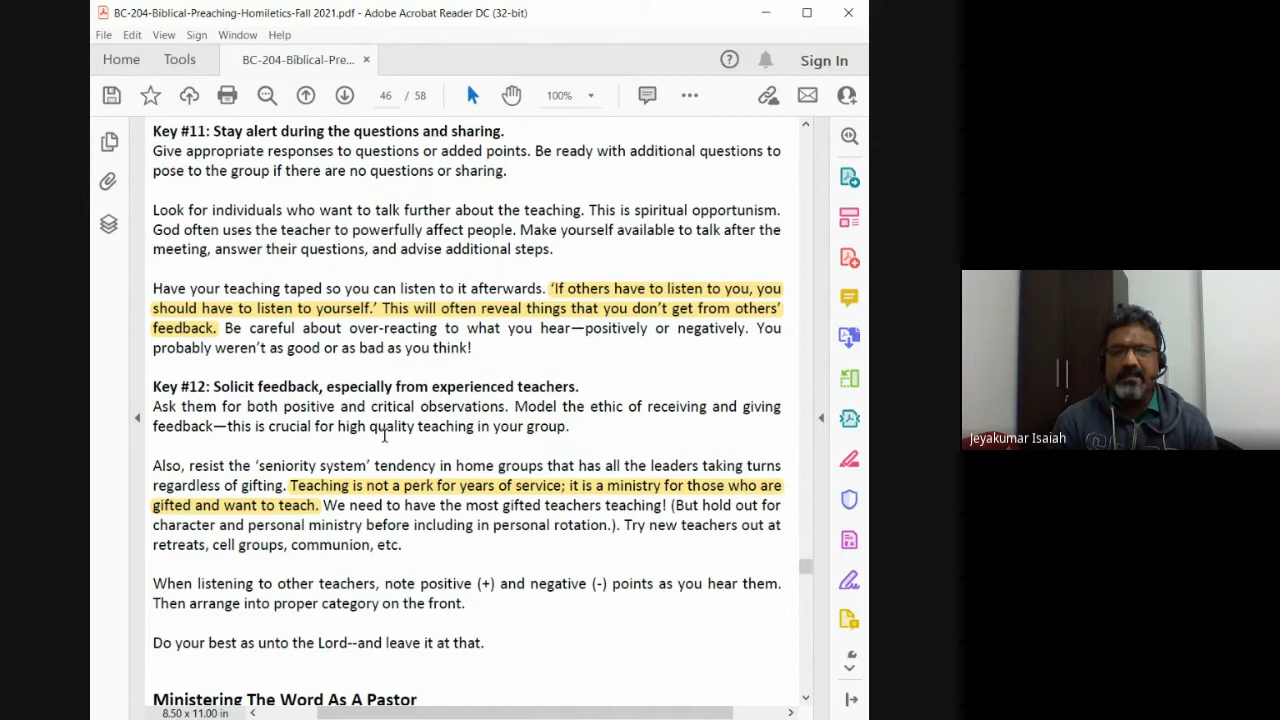 BC-204-Biblical-Preaching-Homiletics-Fall 2021.pdf - Adobe Acrobat Reader DC (32-bit)
File Edit View Sign Window Help
Home Tools BC-204-Biblical-Pre... × Sign In
46 / 58 100%
Key #11: Stay alert during the questions and sharing.
Give appropriate responses to questions or added points. Be ready with additional questions to
pose to the group if there are no questions or sharing.
Look for individuals who want to talk further about the teaching. This is spiritual opportunism.
God often uses the teacher to powerfully affect people. Make yourself available to talk after the
meeting, answer their questions, and advise additional steps.
Have your teaching taped so you can listen to it afterwards. ‘If others have to listen to you, you
should have to listen to yourself.’ This will often reveal things that you don’t get from others’
feedback. Be careful about over-reacting to what you hear—positively or negatively. You
probably weren’t as good or as bad as you think!
Key #12: Solicit feedback, especially from experienced teachers.
Ask them for both positive and critical observations. Model the ethic of receiving and giving
feedback—this is crucial for high quality teaching in your group.
Also, resist the ‘seniority system’ tendency in home groups that has all the leaders taking turns
regardless of gifting. Teaching is not a perk for years of service; it is a ministry for those who are
gifted and want to teach. We need to have the most gifted teachers teaching! (But hold out for
character and personal ministry before including in personal rotation.). Try new teachers out at
retreats, cell groups, communion, etc.
When listening to other teachers, note positive (+) and negative (-) points as you hear them.
Then arrange into proper category on the front.
Do your best as unto the Lord--and leave it at that.
Ministering The Word As A Pastor
8.50 x 11.00 in
Jeyakumar Isaiah